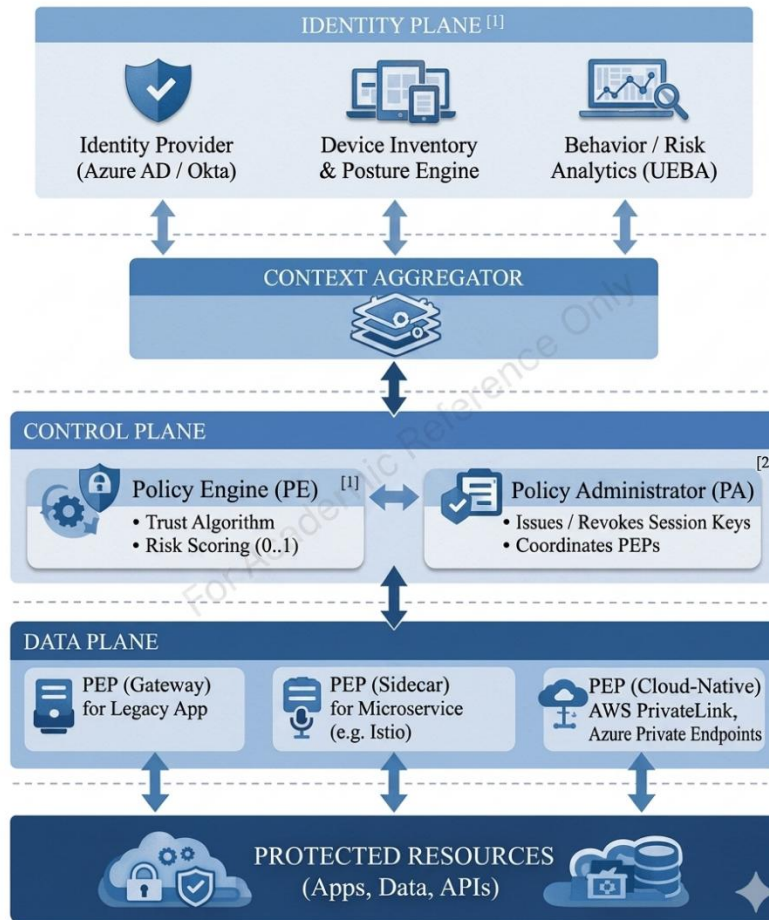 IDENTITY PLANE [1]
Identity Provider
(Azure AD / Okta)
Device Inventory
& Posture Engine
Behavior / Risk
Analytics (UEBA)
CONTEXT AGGREGATOR
For Academic Reference Only
CONTROL PLANE
Policy Engine (PE) [1]
• Trust Algorithm
• Risk Scoring (0..1)
Policy Administrator (PA) [2
• Issues / Revokes Session Keys
• Coordinates PEPs
DATA PLANE
PEP (Gateway)
for Legacy App
PEP (Sidecar)
for Microservice
(e.g. Istio)
PEP (Cloud-Native)
AWS PrivateLink,
Azure Private Endpoints
PROTECTED RESOURCES
(Apps, Data, APIs)